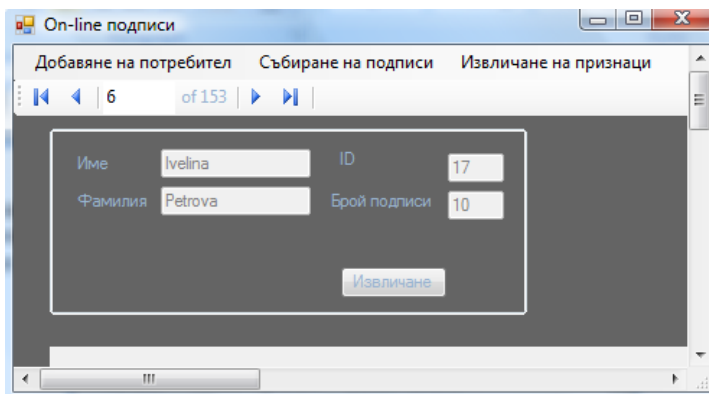 On-line подписи
Добавяне на потребител Събиране на подписи Извличане на признаци
6 of 153
Име Ivelina ID 17
Фамилия Petrova Брой подписи 10
Извличане